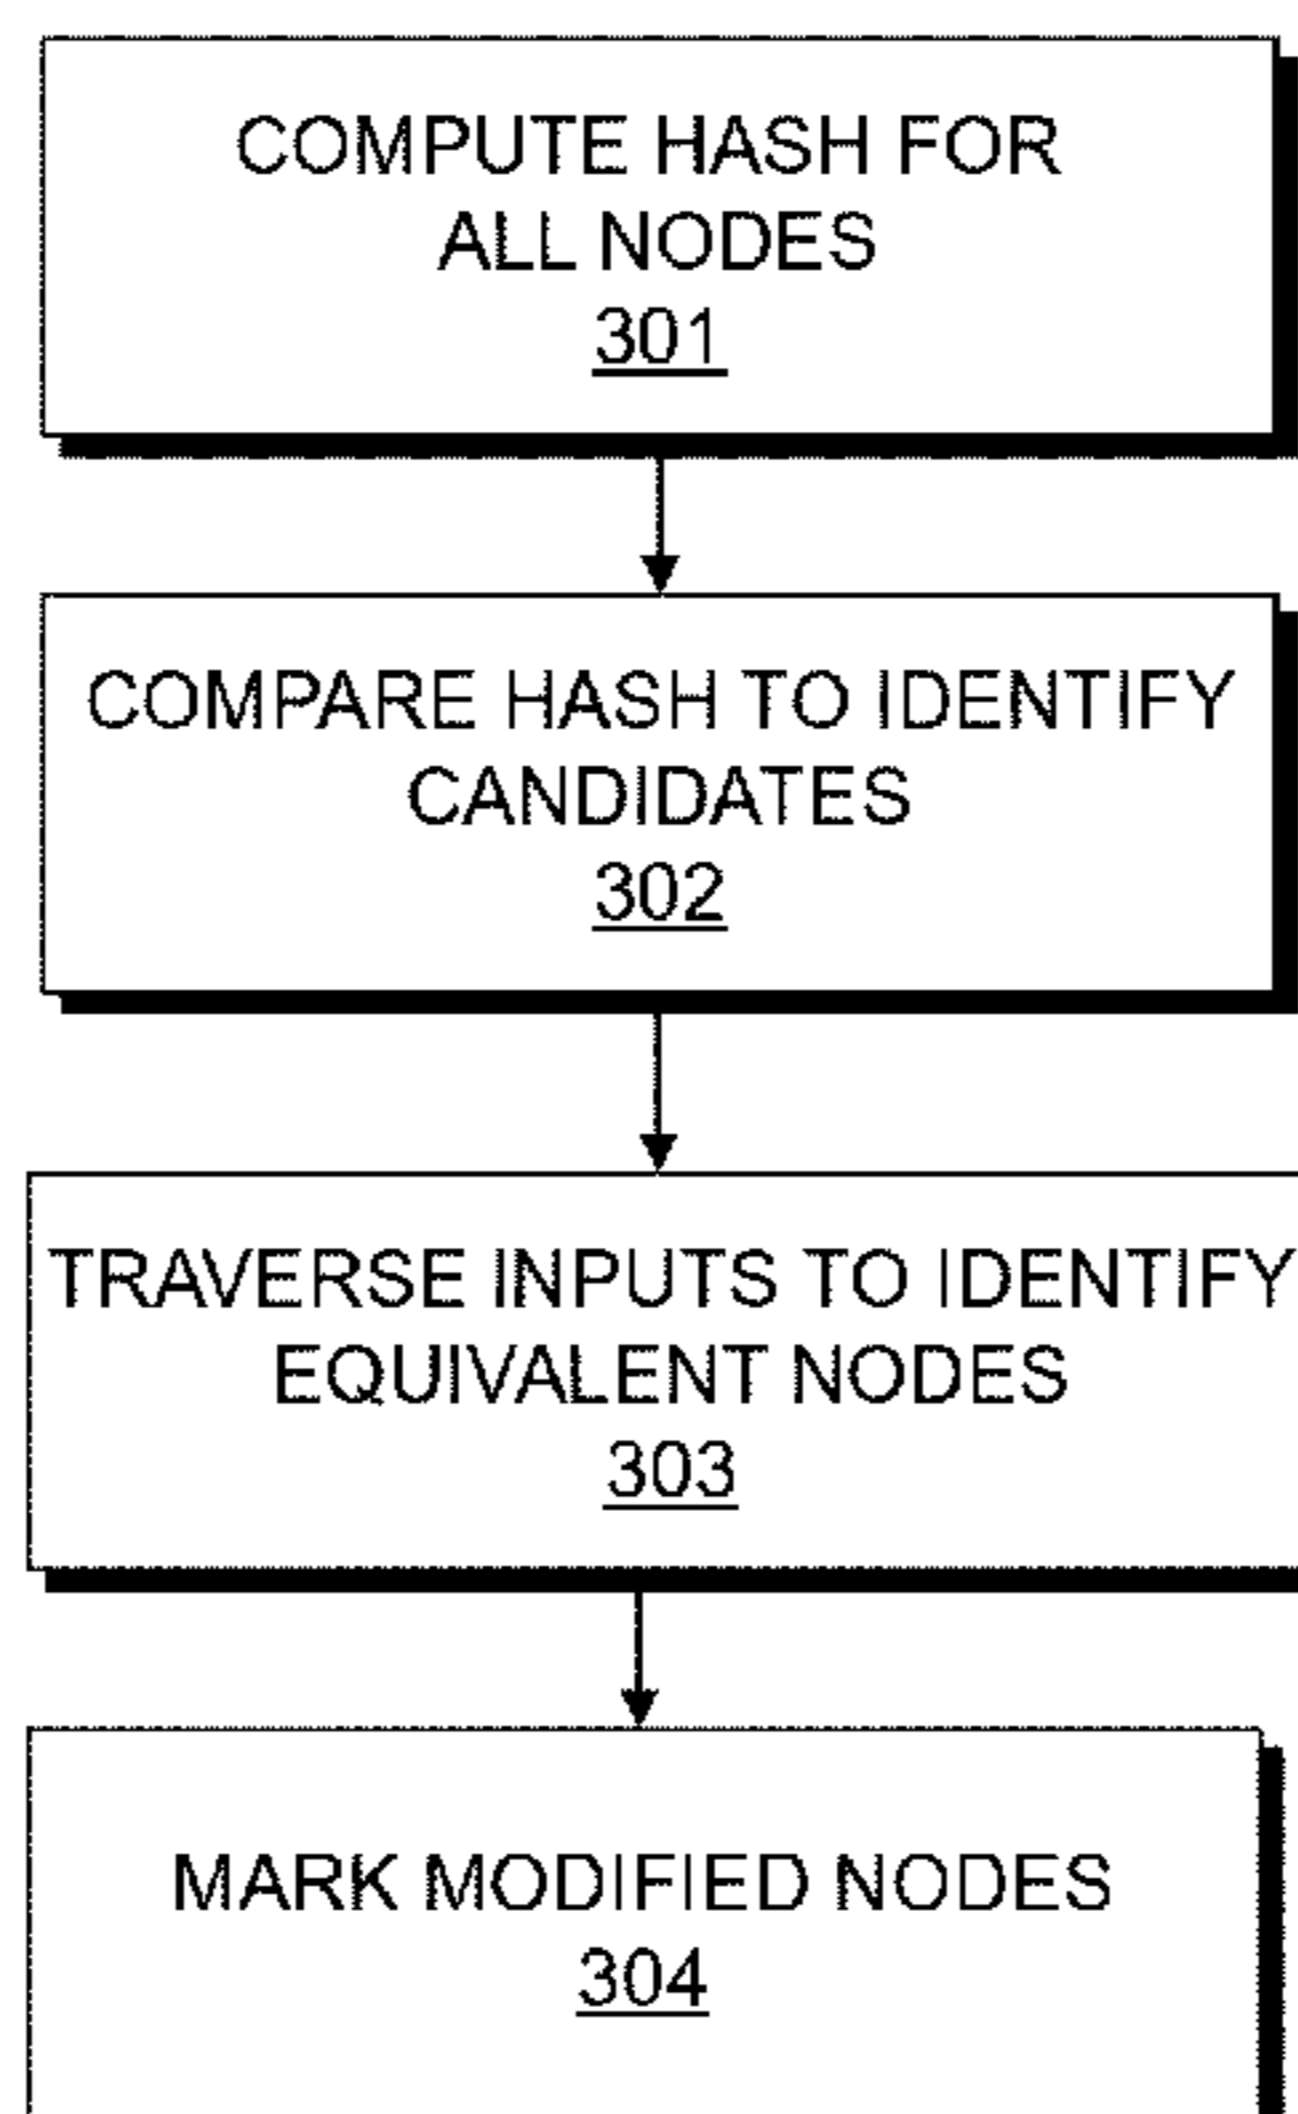 COMPUTE HASH FOR
ALL NODES
301
COMPARE HASH TO IDENTIFY
CANDIDATES
302
TRAVERSE INPUTS TO IDENTIFY
EQUIVALENT NODES
303
MARK MODIFIED NODES
304